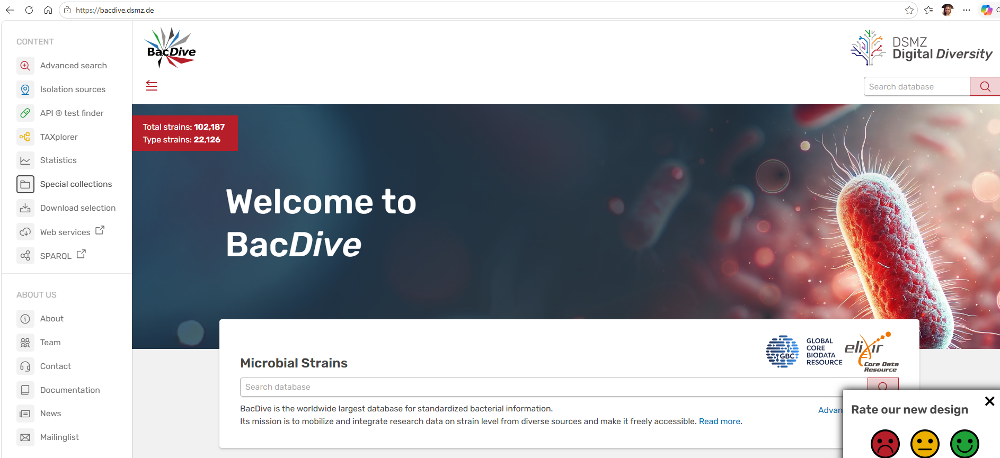 https://bacdive.dsmz.de
CONTENT
Advanced search
Isolation sources
API ® test finder
TAXplorer
Statistics
Special collections
Download selection
Web services
SPARQL
ABOUT US
About
Team
Contact
Documentation
News
Mailinglist
BacDive
DSMZ
Digital Diversity
Search database
Total strains: 102,187
Type strains: 22,126
Welcome to
BacDive
GBC
GLOBAL
CORE
BIODATA
RESOURCE
elixir
Core Data
Resource
Microbial Strains
Search database
BacDive is the worldwide largest database for standardized bacterial information.
Its mission is to mobilize and integrate research data on strain level from diverse sources and make it freely accessible. Read more.
Rate our new design